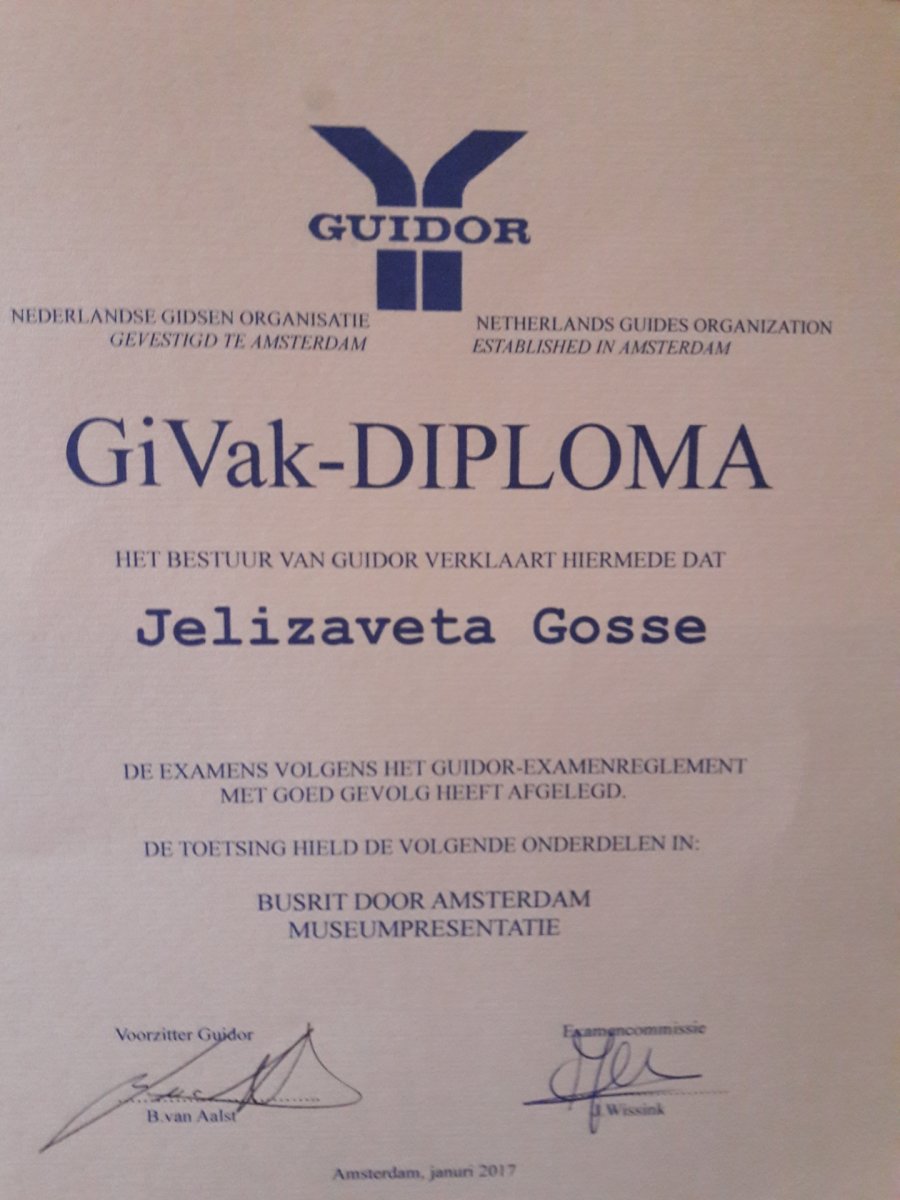 GUIDOR
NEDERLANDSE GIDSEN ORGANISATIE
GEVESTIGD TE AMSTERDAM
NETHERLANDS GUIDES ORGANIZATION
ESTABLISHED IN AMSTERDAM
GiVak-DIPLOMA
HET BESTUUR VAN GUIDOR VERKLAART HIERMEDE DAT
Jelizaveta Gosse
DE EXAMENS VOLGENS HET GUIDOR-EXAMENREGLEMENT
MET GOED GEVOLG HEEFT AFGELEGD.
DE TOETSING HIELD DE VOLGENDE ONDERDELEN IN:
BUSRIT DOOR AMSTERDAM
MUSEUMPRESENTATIE
Voorzitter Guidor
B.van Aalst
Examencommissie
J.Wissink
Amsterdam, januri 2017